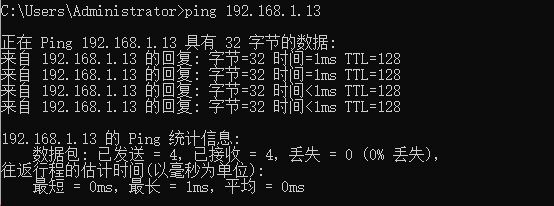 C:\Users\Administrator>ping 192.168.1.13
正在 Ping 192.168.1.13 具有 32 字节的数据:
来自 192.168.1.13 的回复: 字节=32 时间=1ms TTL=128
来自 192.168.1.13 的回复: 字节=32 时间<1ms TTL=128
来自 192.168.1.13 的回复: 字节=32 时间=1ms TTL=128
来自 192.168.1.13 的回复: 字节=32 时间<1ms TTL=128
192.168.1.13 的 Ping 统计信息:
数据包: 已发送 = 4, 已接收 = 4, 丢失 = 0 (0% 丢失),
往返行程的估计时间(以毫秒为单位):
最短 = 0ms, 最长 = 1ms, 平均 = 0ms